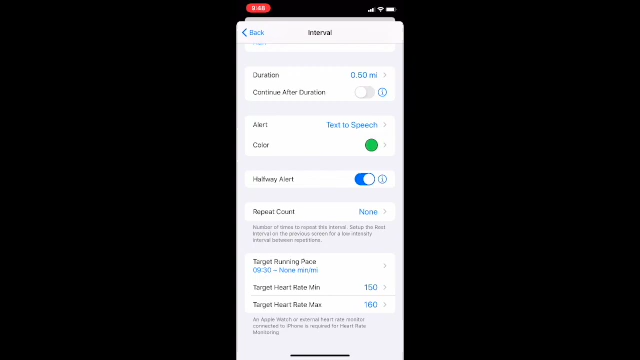 9:48
Back
Interval
Duration
0.50 mi
Continue After Duration
Alert
Text to Speech
Color
Halfway Alert
Repeat Count
None
Number of times to repeat this interval. Setup the Rest
Interval on the previous screen for a low-intensity
interval between repetitions.
Target Running Pace
09:30 – None min/mi
Target Heart Rate Min
150
Target Heart Rate Max
160
An Apple Watch or external heart rate monitor
connected to iPhone is required for Heart Rate
Monitoring